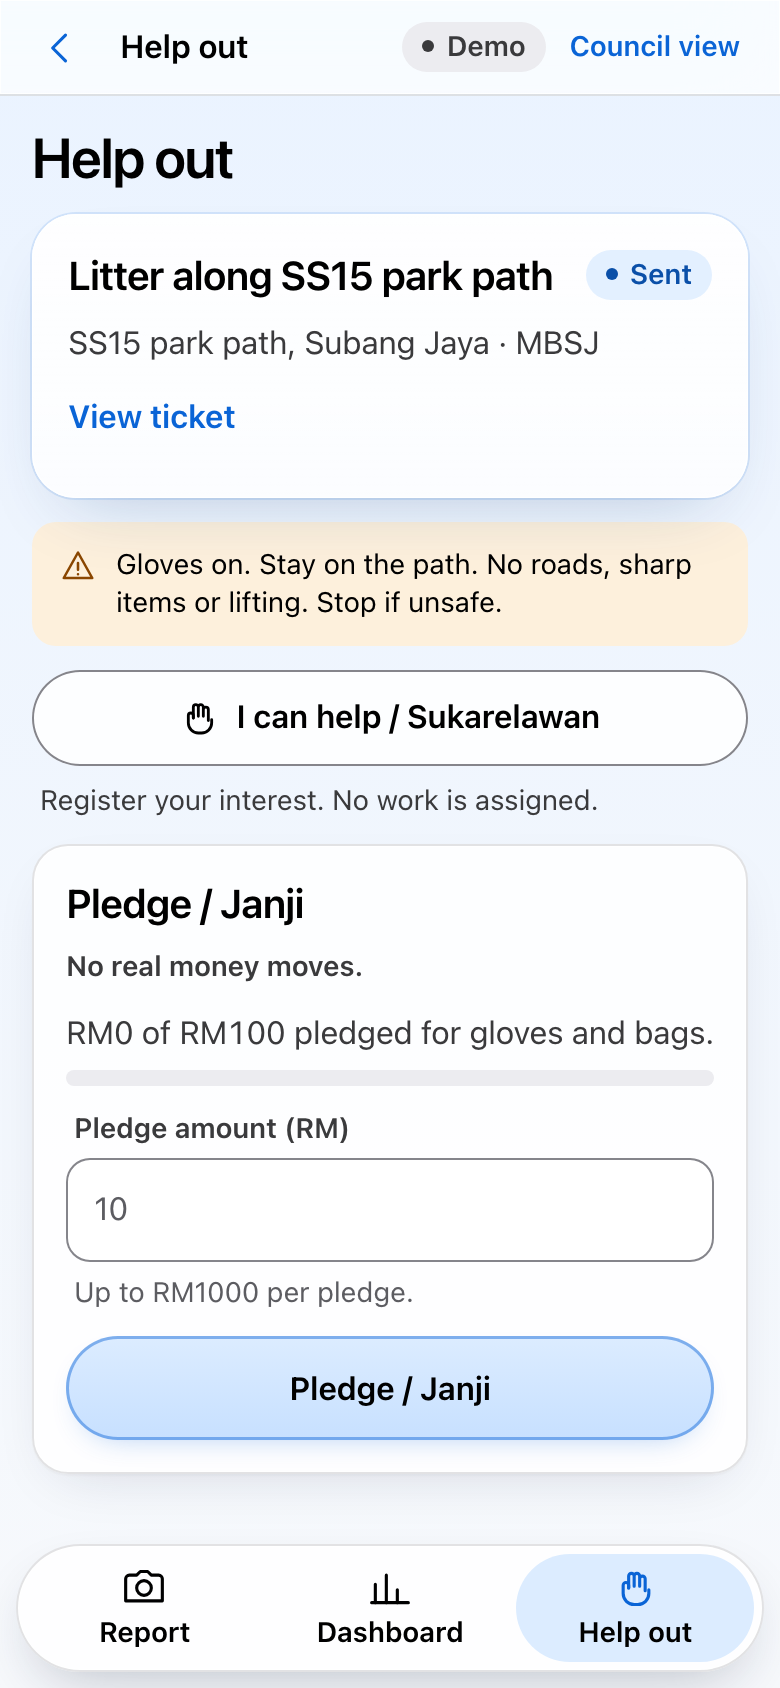 Help out
Demo
Council view
Help out
Litter along SS15 park path
Sent
SS15 park path, Subang Jaya · MBSJ
View ticket
Gloves on. Stay on the path. No roads, sharp
items or lifting. Stop if unsafe.
I can help / Sukarelawan
Register your interest. No work is assigned.
Pledge / Janji
No real money moves.
RM0 of RM100 pledged for gloves and bags.
Pledge amount (RM)
10
Up to RM1000 per pledge.
Pledge / Janji
Report
Dashboard
Help out